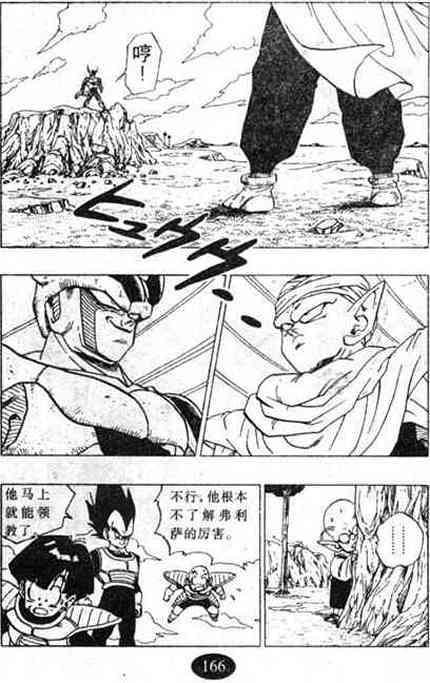 哼!
ヒュウウウ・・
不行,他根本
不了解弗利
萨的厉害。
他马上
就能领
教了。
………
166